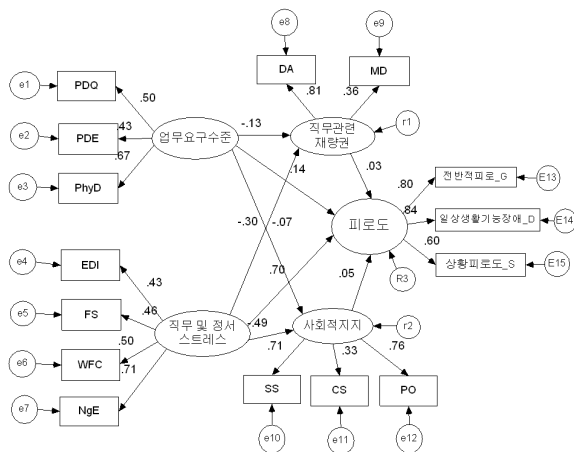 e8
e9
DA
MD
e1
PDQ
.81
.36
.50
e2
PDE
.43
업무요구수준
-.13
직무관련
재량권
r1
.67
e3
PhyD
.14
.03
전반적피로_G
E13
.80
-.30
-.07
.84
일상생활기능장애_D
E14
피로도
.60
e4
EDI
.43
.70
.05
R3
상황피로도_S
E15
e5
FS
.46
직무 및 정서
스트레스
-.49
사회적지지
r2
.50
.71
.33
.76
e6
WFC
.71
SS
CS
PO
e7
NgE
e10
e11
e12